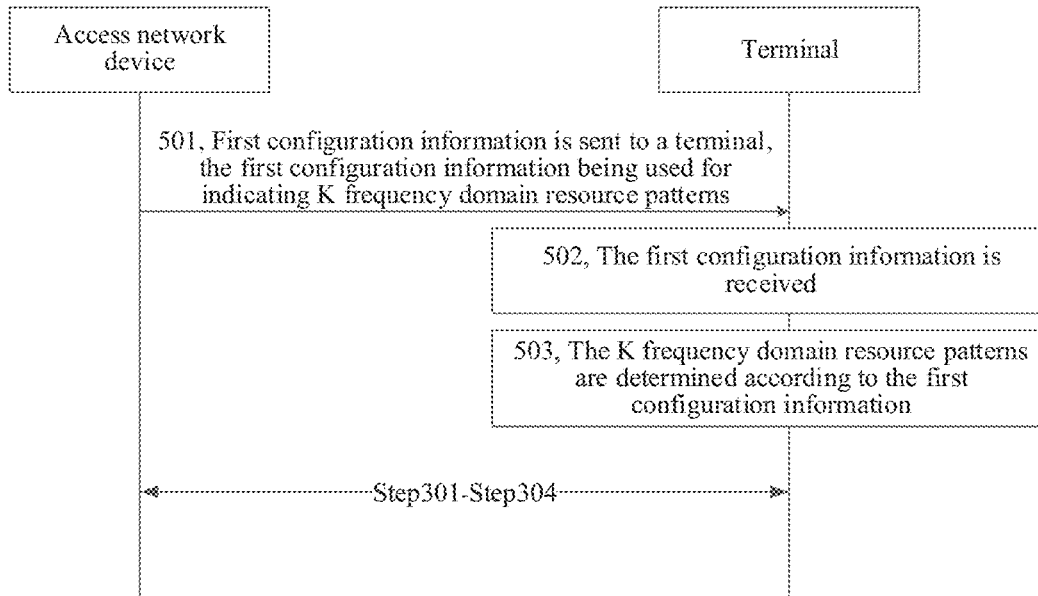 Access network
device
Terminal
501, First configuration information is sent to a terminal,
the first configuration information being used for
indicating K frequency domain resource patterns
502, The first configuration information is
received
503, The K frequency domain resource patterns
are determined according to the first
configuration information
Step301-Step304